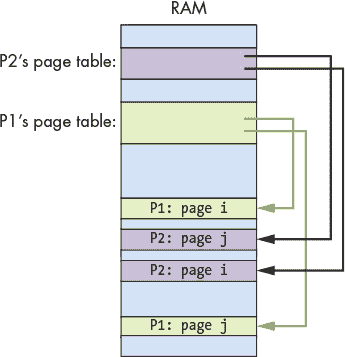 RAM
P2's page table:
P1's page table:
P1: page i
P2: page j
P2: page i
P1: page j